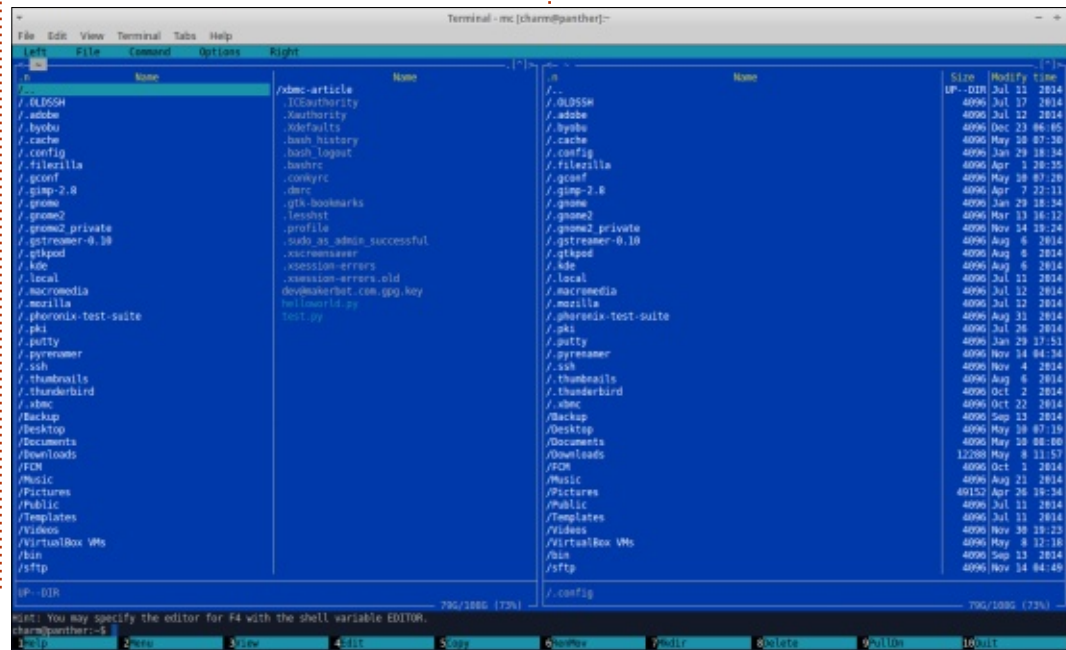 Terminal - mc [charm@panther]:~
File Edit View Terminal Tabs Help
Left File Command Options Right
.n Name Name
/.. /xbmc-article
/.OLDSSH .ICEauthority
/.adobe .Xauthority
/.byobu .Xdefaults
/.cache .bash_history
/.config .bash_logout
/.filezilla .bashrc
/.gconf .conkyrc
/.gimp-2.8 .dmrc
/.gnome .gtk-bookmarks
/.gnome2 .lesshst
/.gnome2_private .profile
/.gstreamer-0.10 .sudo_as_admin_successful
/.gtkpod .xscreensaver
/.kde .xsession-errors
/.local .xsession-errors.old
/.macromedia dev@makerbot.com.gpg.key
/.mozilla helloworld.py
/.phoronix-test-suite test.py
/.pki
/.putty
/.pyrenamer
/.ssh
/.thumbnails
/.thunderbird
/.xbmc
/Backup
/Desktop
/Documents
/Downloads
/FCM
/Music
/Pictures
/Public
/Templates
/Videos
/VirtualBox VMs
/bin
/sftp
UP--DIR
79G/108G (73%)
.n Name Size Modify time
/.. UP--DIR Jul 11 2014
/.OLDSSH 4096 Jul 17 2014
/.adobe 4096 Jul 12 2014
/.byobu 4096 Dec 23 06:05
/.cache 4096 May 10 07:30
/.config 4096 Jan 29 18:34
/.filezilla 4096 Apr 1 20:35
/.gconf 4096 May 10 07:20
/.gimp-2.8 4096 Apr 7 22:11
/.gnome 4096 Jan 29 18:34
/.gnome2 4096 Mar 13 16:12
/.gnome2_private 4096 Nov 14 19:24
/.gstreamer-0.10 4096 Aug 6 2014
/.gtkpod 4096 Aug 6 2014
/.kde 4096 Aug 6 2014
/.local 4096 Jul 11 2014
/.macromedia 4096 Jul 12 2014
/.mozilla 4096 Jul 12 2014
/.phoronix-test-suite 4096 Aug 31 2014
/.pki 4096 Jul 26 2014
/.putty 4096 Jan 29 17:51
/.pyrenamer 4096 Nov 14 04:34
/.ssh 4096 Nov 4 2014
/.thumbnails 4096 Aug 6 2014
/.thunderbird 4096 Oct 2 2014
/.xbmc 4096 Oct 22 2014
/Backup 4096 Sep 13 2014
/Desktop 4096 May 10 07:19
/Documents 4096 May 10 08:00
/Downloads 12288 May 8 11:57
/FCM 4096 Oct 1 2014
/Music 4096 Aug 21 2014
/Pictures 49152 Apr 26 19:34
/Public 4096 Jul 11 2014
/Templates 4096 Jul 11 2014
/Videos 4096 Nov 30 19:23
/VirtualBox VMs 4096 May 8 12:18
/bin 4096 Sep 13 2014
/sftp 4096 Nov 14 04:49
/.config
79G/108G (73%)
Hint: You may specify the editor for F4 with the shell variable EDITOR.
charm@panther:~$
1Help 2Menu 3View 4Edit 5Copy 6RenMov 7Mkdir 8Delete 9PullDn 10Quit